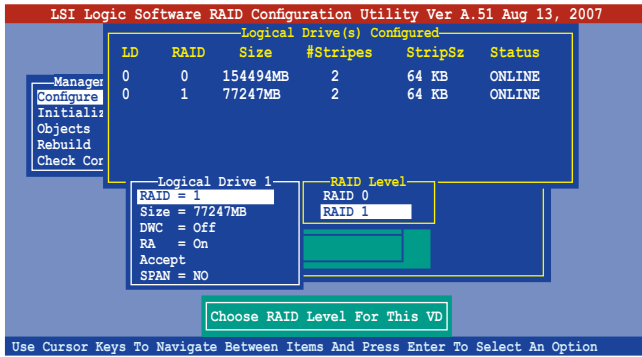 LSI Logic Software RAID Configuration Utility Ver A.51 Aug 13, 2007
Logical Drive(s) Configured
LD RAID Size #Stripes StripSz Status
0 0 154494MB 2 64 KB ONLINE
0 1 77247MB 2 64 KB ONLINE
Manager
Configure
Initializ
Objects
Rebuild
Check Con
Logical Drive 1
RAID = 1
Size = 77247MB
DWC = Off
RA = On
Accept
SPAN = NO
RAID Level
RAID 0
RAID 1
Choose RAID Level For This VD
Use Cursor Keys To Navigate Between Items And Press Enter To Select An Option